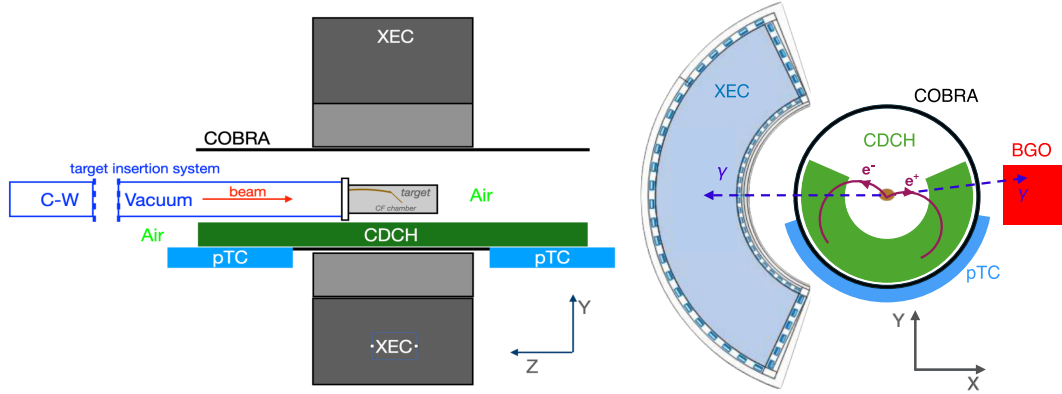 XEC
COBRA
target insertion system
C-W
Vacuum
beam
target
CF chamber
Air
Air
CDCH
pTC
pTC
XEC
Y
Z
XEC
COBRA
CDCH
BGO
e-
e+
γ
γ
pTC
Y
X